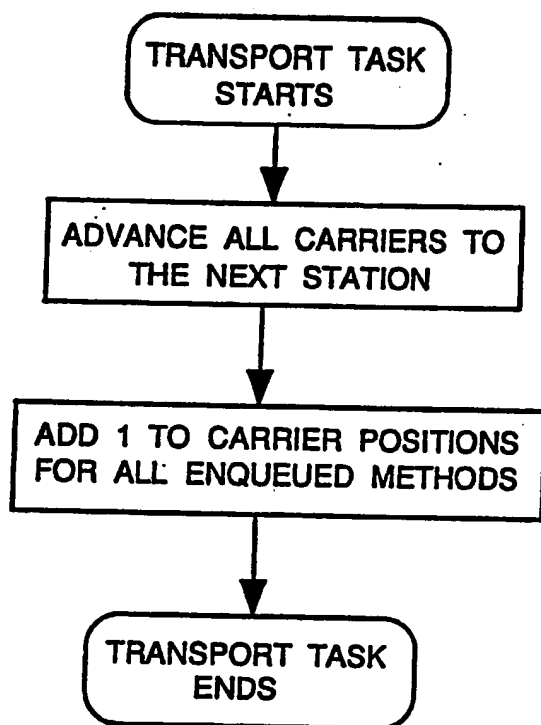 TRANSPORT TASK
STARTS
ADVANCE ALL CARRIERS TO
THE NEXT STATION
ADD 1 TO CARRIER POSITIONS
FOR ALL ENQUEUED METHODS
TRANSPORT TASK
ENDS